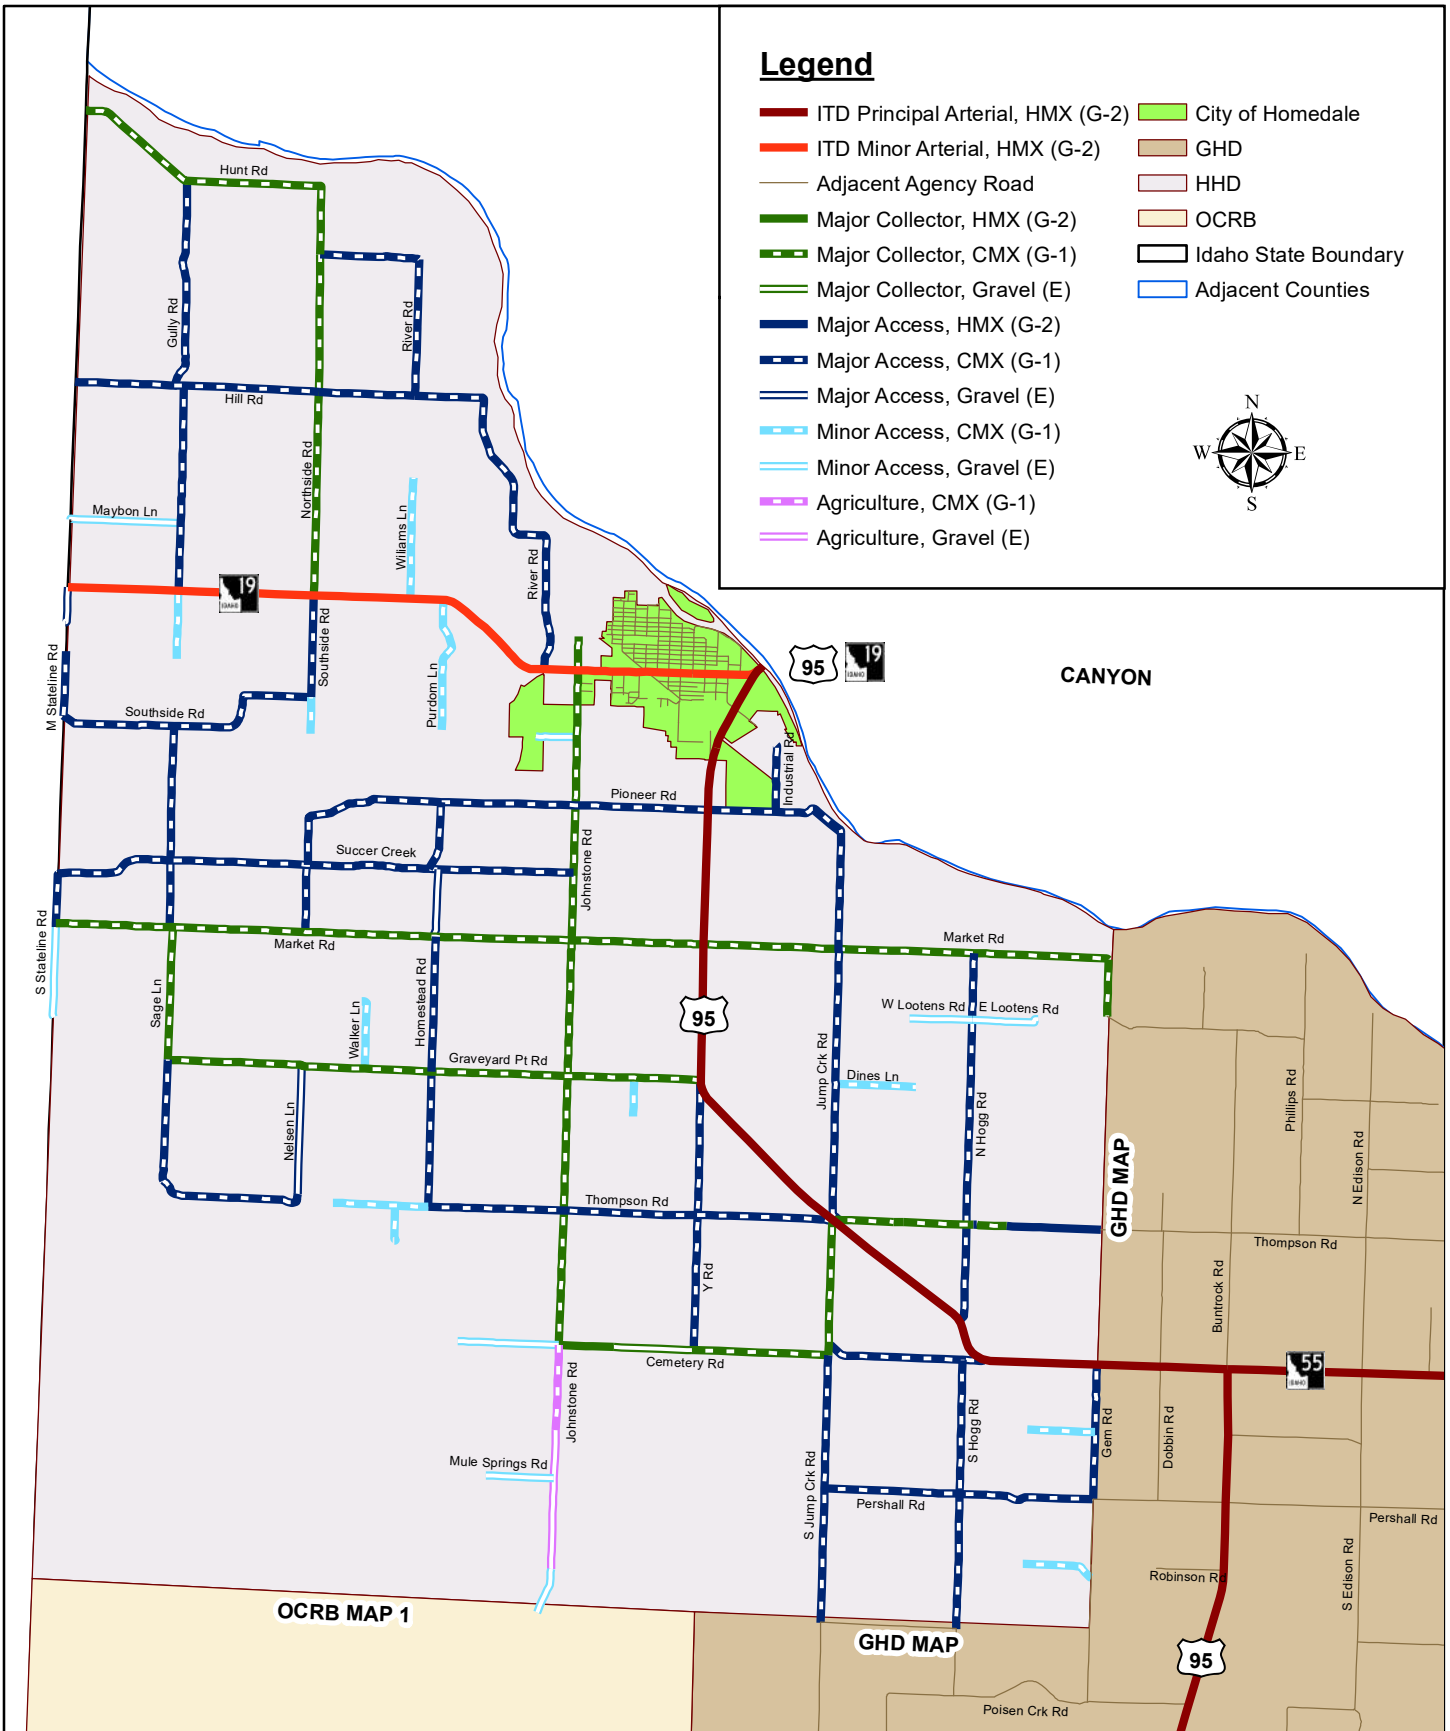 Legend
ITD Principal Arterial, HMX (G-2)
ITD Minor Arterial, HMX (G-2)
Adjacent Agency Road
Major Collector, HMX (G-2)
Major Collector, CMX (G-1)
Major Collector, Gravel (E)
Major Access, HMX (G-2)
Major Access, CMX (G-1)
Major Access, Gravel (E)
Minor Access, CMX (G-1)
Minor Access, Gravel (E)
Agriculture, CMX (G-1)
Agriculture, Gravel (E)
City of Homedale
GHD
HHD
OCRB
Idaho State Boundary
Adjacent Counties
N
W
E
S
Hunt Rd
Gully Rd
River Rd
Hill Rd
Northside Rd
Maybon Ln
Wiliams Ln
River Rd
19
IDAHO
Southside Rd
M Stateline Rd
Purdom Ln
95
19
IDAHO
CANYON
Southside Rd
Industrial Rd
Pioneer Rd
Succer Creek
Johnstone Rd
S Stateline Rd
Market Rd
Market Rd
Sage Ln
Walker Ln
Homestead Rd
95
W Lootens Rd
E Lootens Rd
Graveyard Pt Rd
Jump Crk Rd
Dines Ln
N Hogg Rd
Nelsen Ln
Phillips Rd
N Edison Rd
GHD MAP
Thompson Rd
Thompson Rd
Y Rd
Buntrock Rd
Cemetery Rd
55
IDAHO
Johnstone Rd
S Hogg Rd
Gem Rd
Dobbin Rd
Mule Springs Rd
S Jump Crk Rd
Pershall Rd
Pershall Rd
Robinson Rd
S Edison Rd
OCRB MAP 1
GHD MAP
95
Poisen Crk Rd